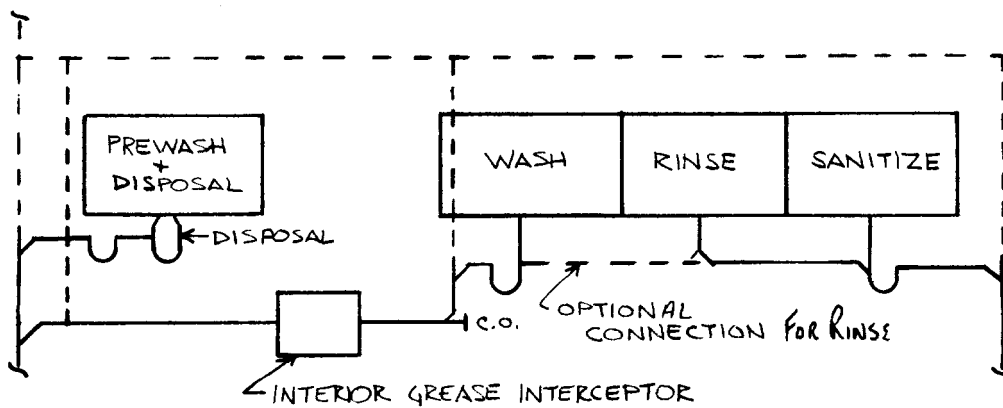 PREWASH
+
DISPOSAL
WASH
RINSE
SANITIZE
DISPOSAL
C.O.
OPTIONAL
CONNECTION FOR RINSE
INTERIOR GREASE INTERCEPTOR